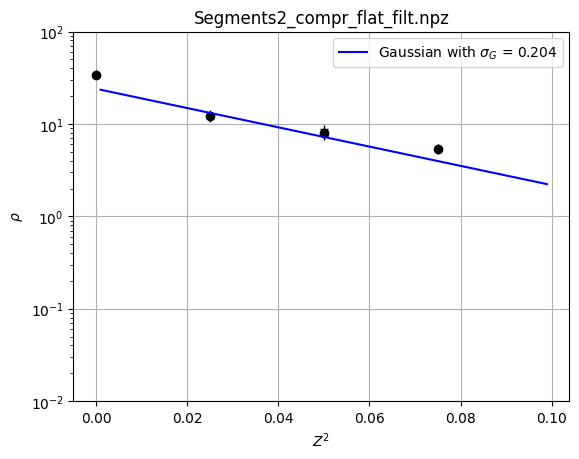 Segments2_compr_flat_filt.npz
Gaussian with σ_G = 0.204
10^2
10^1
10^0
10^{-1}
10^{-2}
ρ
0.00 0.02 0.04 0.06 0.08 0.10
Z^2